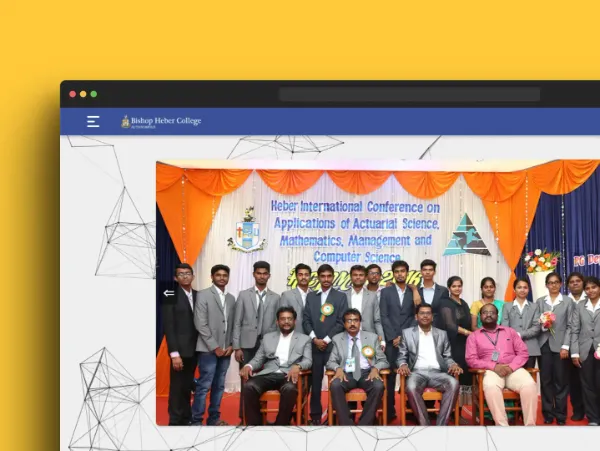 Bishop Heber College
Heber International Conference on
Applications of Actuarial Science,
Mathematics, Management and
Computer Science